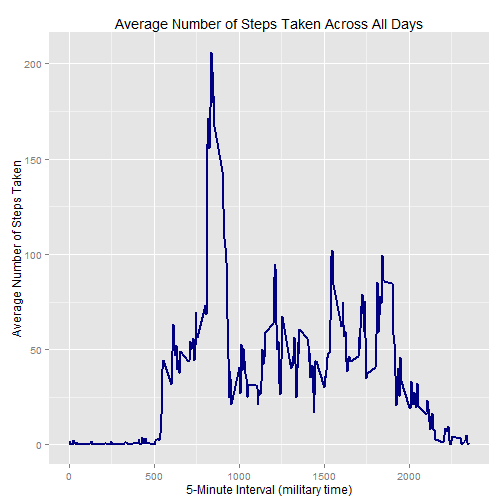 Average Number of Steps Taken Across All Days
Average Number of Steps Taken
200
150
100
50
0
0 500 1000 1500 2000
5-Minute Interval (military time)